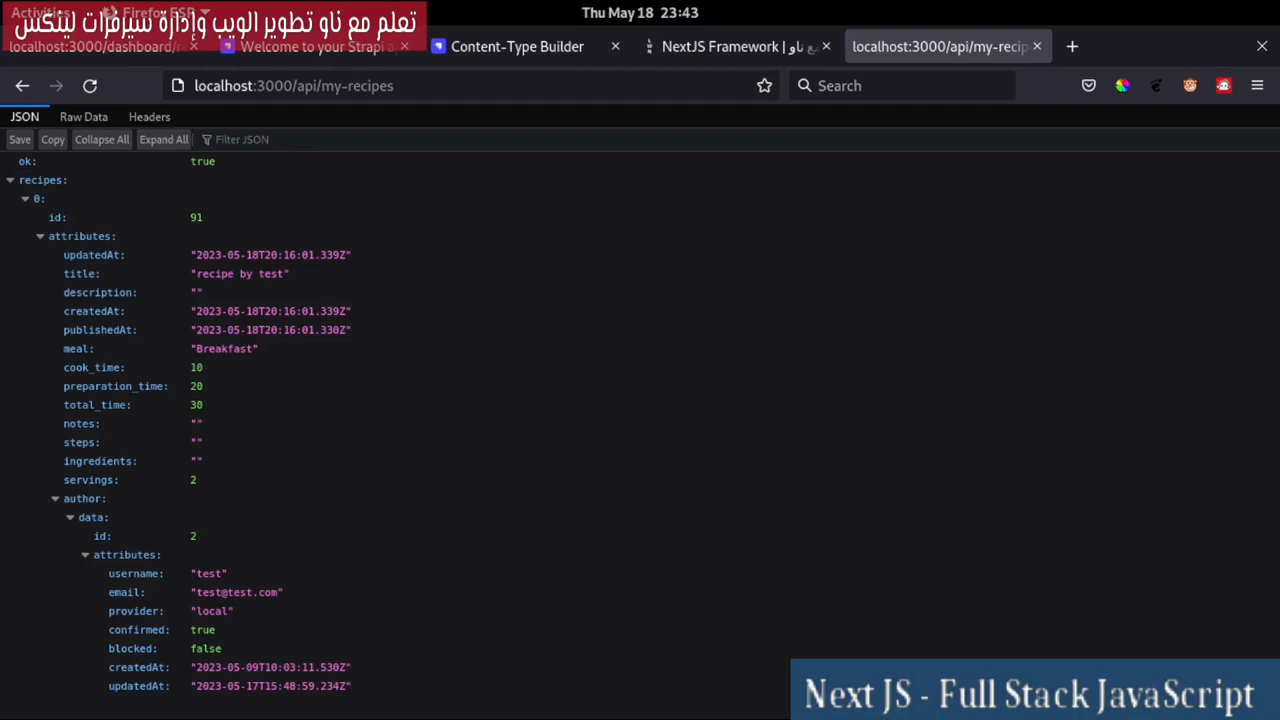 Activities Firefox ESR Thu May 18 23:43
تعلم مع ناو تطوير الويب وإدارة سيرفرات لينكس
localhost:3000/dashboard/r Welcome to your Strapi a Content-Type Builder NextJS Framework | مع ناو localhost:3000/api/my-recip
localhost:3000/api/my-recipes Search
JSON Raw Data Headers
Save Copy Collapse All Expand All Filter JSON
ok: true
recipes:
0:
id: 91
attributes:
updatedAt: "2023-05-18T20:16:01.339Z"
title: "recipe by test"
description: ""
createdAt: "2023-05-18T20:16:01.339Z"
publishedAt: "2023-05-18T20:16:01.330Z"
meal: "Breakfast"
cook_time: 10
preparation_time: 20
total_time: 30
notes: ""
steps: ""
ingredients: ""
servings: 2
author:
data:
id: 2
attributes:
username: "test"
email: "test@test.com"
provider: "local"
confirmed: true
blocked: false
createdAt: "2023-05-09T10:03:11.530Z"
updatedAt: "2023-05-17T15:48:59.234Z"
Next JS - Full Stack JavaScript